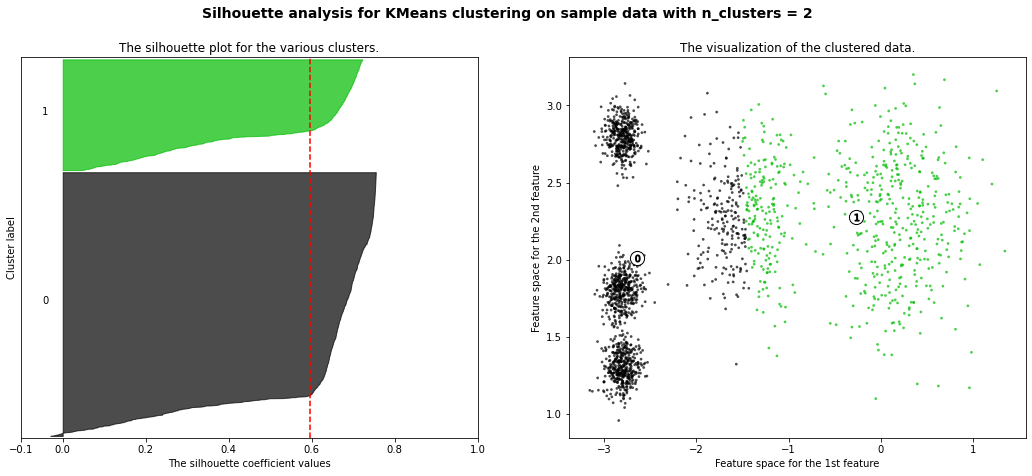 Silhouette analysis for KMeans clustering on sample data with n_clusters = 2
The silhouette plot for the various clusters.
1
0
Cluster label
−0.1 0.0 0.2 0.4 0.6 0.8 1.0
The silhouette coefficient values
The visualization of the clustered data.
3.0
2.5
2.0
1.5
1.0
Feature space for the 2nd feature
1
0
−3 −2 −1 0 1
Feature space for the 1st feature